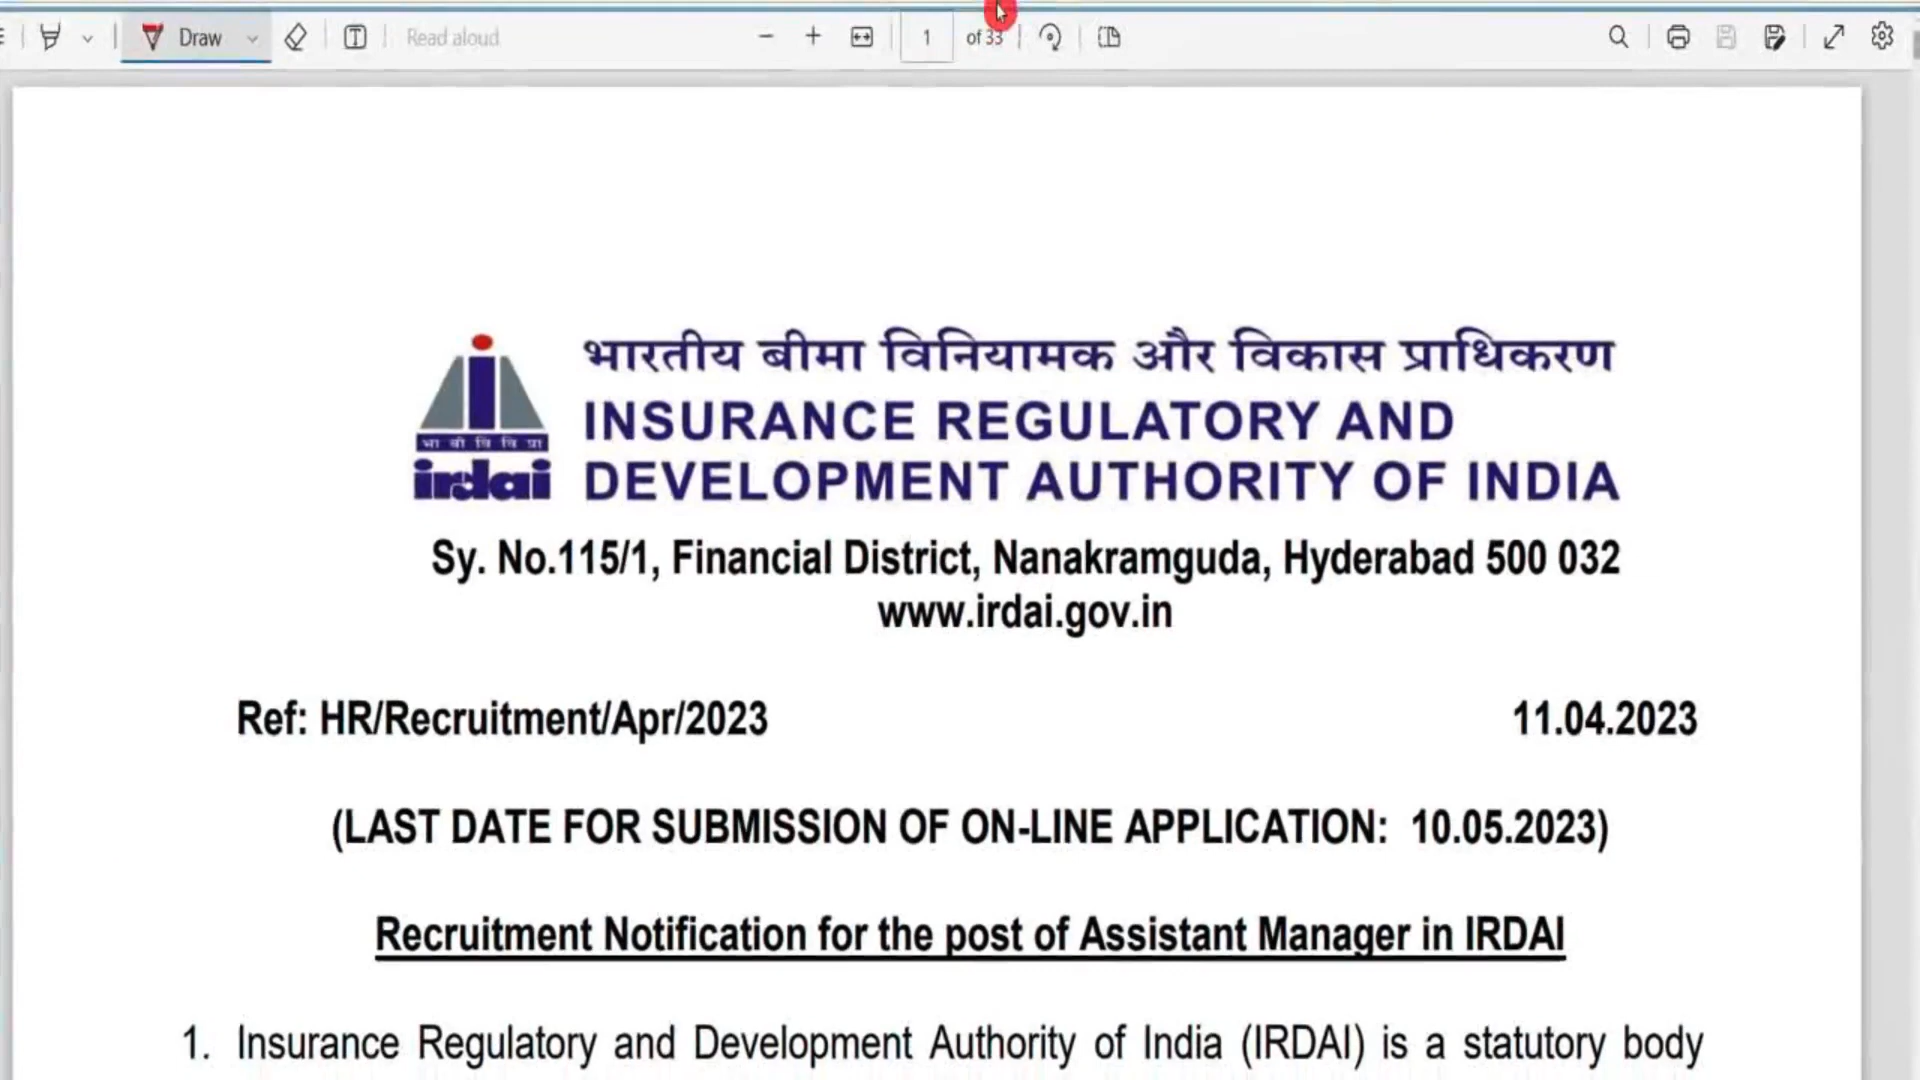 Draw
Read aloud
1 of 33
भारतीय बीमा विनियामक और विकास प्राधिकरण
INSURANCE REGULATORY AND
DEVELOPMENT AUTHORITY OF INDIA
भा बी वि वि प्रा
irdai
Sy. No.115/1, Financial District, Nanakramguda, Hyderabad 500 032
www.irdai.gov.in
Ref: HR/Recruitment/Apr/2023 11.04.2023
(LAST DATE FOR SUBMISSION OF ON-LINE APPLICATION: 10.05.2023)
Recruitment Notification for the post of Assistant Manager in IRDAI
1. Insurance Regulatory and Development Authority of India (IRDAI) is a statutory body